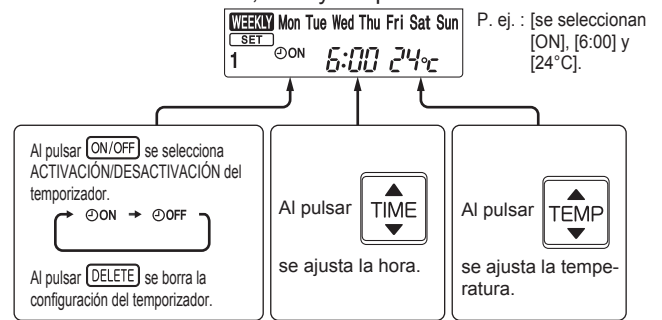 WEEKLY Mon Tue Wed Thu Fri Sat Sun
SET
1 ON 6:00 24°C
P. ej. : [se seleccionan
[ON], [6:00] y
[24°C].
Al pulsar ON/OFF se selecciona
ACTIVACIÓN/DESACTIVACIÓN del
temporizador.
ON → OFF
Al pulsar DELETE se borra la
configuración del temporizador.
Al pulsar TIME
se ajusta la hora.
Al pulsar TEMP
se ajusta la tempe-
ratura.